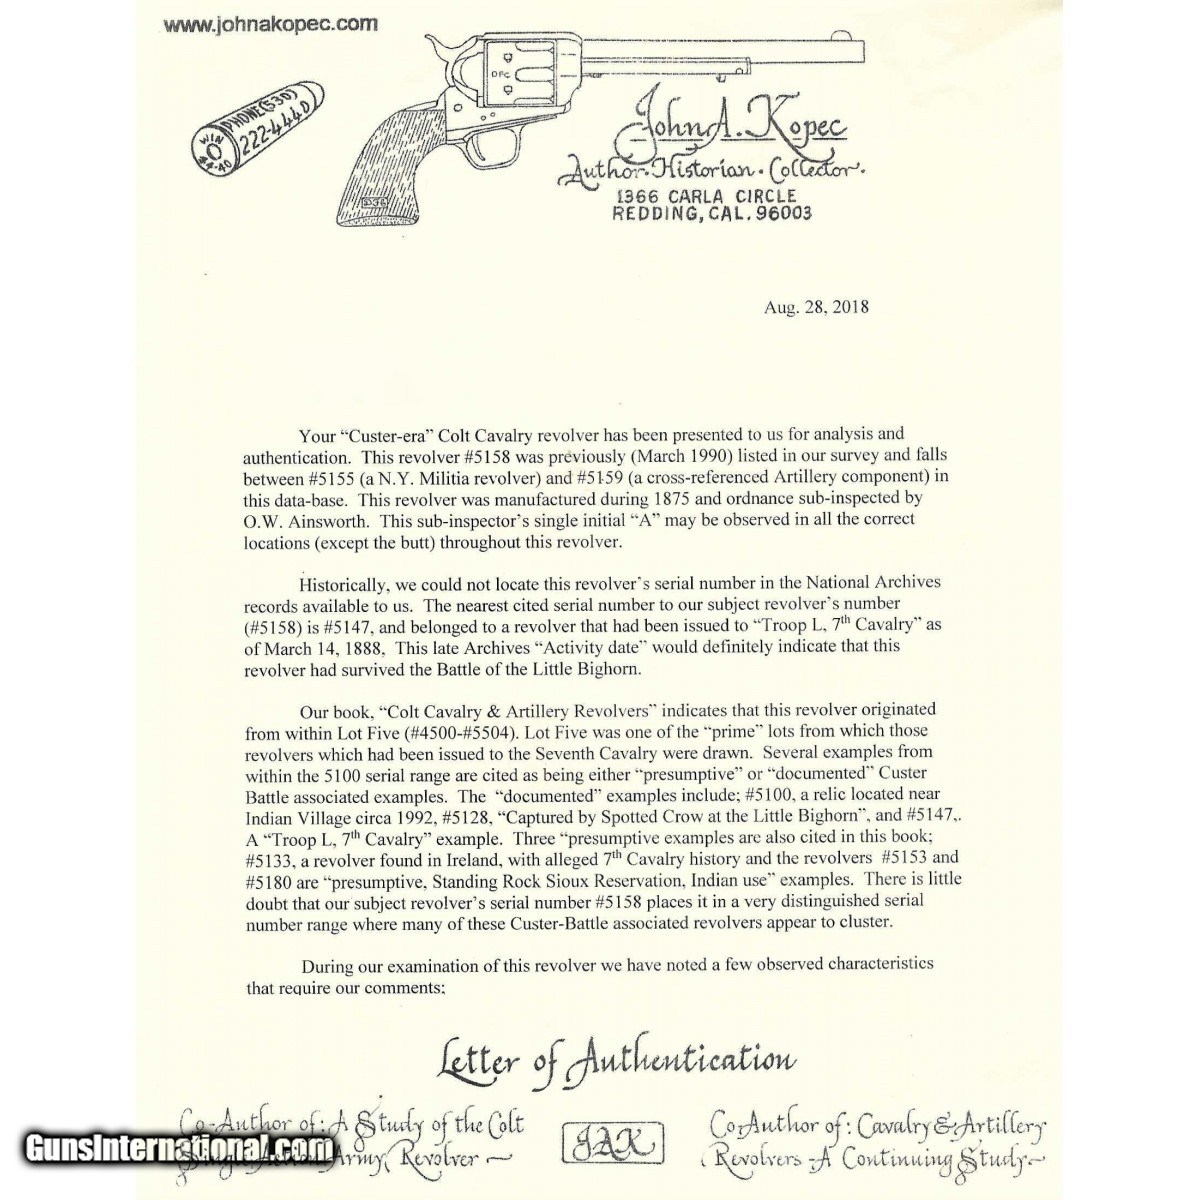 www.johnakopec.com
PHONE(530)
222-4440
WIN
44-40
DFC
John A. Kopec
Author · Historian · Collector ·
1366 CARLA CIRCLE
REDDING, CAL. 96003
Aug. 28, 2018
Your “Custer-era” Colt Cavalry revolver has been presented to us for analysis and
authentication. This revolver #5158 was previously (March 1990) listed in our survey and falls
between #5155 (a N.Y. Militia revolver) and #5159 (a cross-referenced Artillery component) in
this data-base. This revolver was manufactured during 1875 and ordnance sub-inspected by
O.W. Ainsworth. This sub-inspector’s single initial “A” may be observed in all the correct
locations (except the butt) throughout this revolver.
Historically, we could not locate this revolver’s serial number in the National Archives
records available to us. The nearest cited serial number to our subject revolver’s number
(#5158) is #5147, and belonged to a revolver that had been issued to “Troop L, 7th Cavalry” as
of March 14, 1888, This late Archives “Activity date” would definitely indicate that this
revolver had survived the Battle of the Little Bighorn.
Our book, “Colt Cavalry & Artillery Revolvers” indicates that this revolver originated
from within Lot Five (#4500-#5504). Lot Five was one of the “prime” lots from which those
revolvers which had been issued to the Seventh Cavalry were drawn. Several examples from
within the 5100 serial range are cited as being either “presumptive” or “documented” Custer
Battle associated examples. The “documented” examples include; #5100, a relic located near
Indian Village circa 1992, #5128, “Captured by Spotted Crow at the Little Bighorn”, and #5147,.
A “Troop L, 7th Cavalry” example. Three “presumptive examples are also cited in this book;
#5133, a revolver found in Ireland, with alleged 7th Cavalry history and the revolvers #5153 and
#5180 are “presumptive, Standing Rock Sioux Reservation, Indian use” examples. There is little
doubt that our subject revolver’s serial number #5158 places it in a very distinguished serial
number range where many of these Custer-Battle associated revolvers appear to cluster.
During our examination of this revolver we have noted a few observed characteristics
that require our comments;
Letter of Authentication
Co-Author of: A Study of the Colt
Single Action Army Revolver ~
JAK
Co-Author of: Cavalry & Artillery
Revolvers - A Continuing Study ~
GunsInternational.com